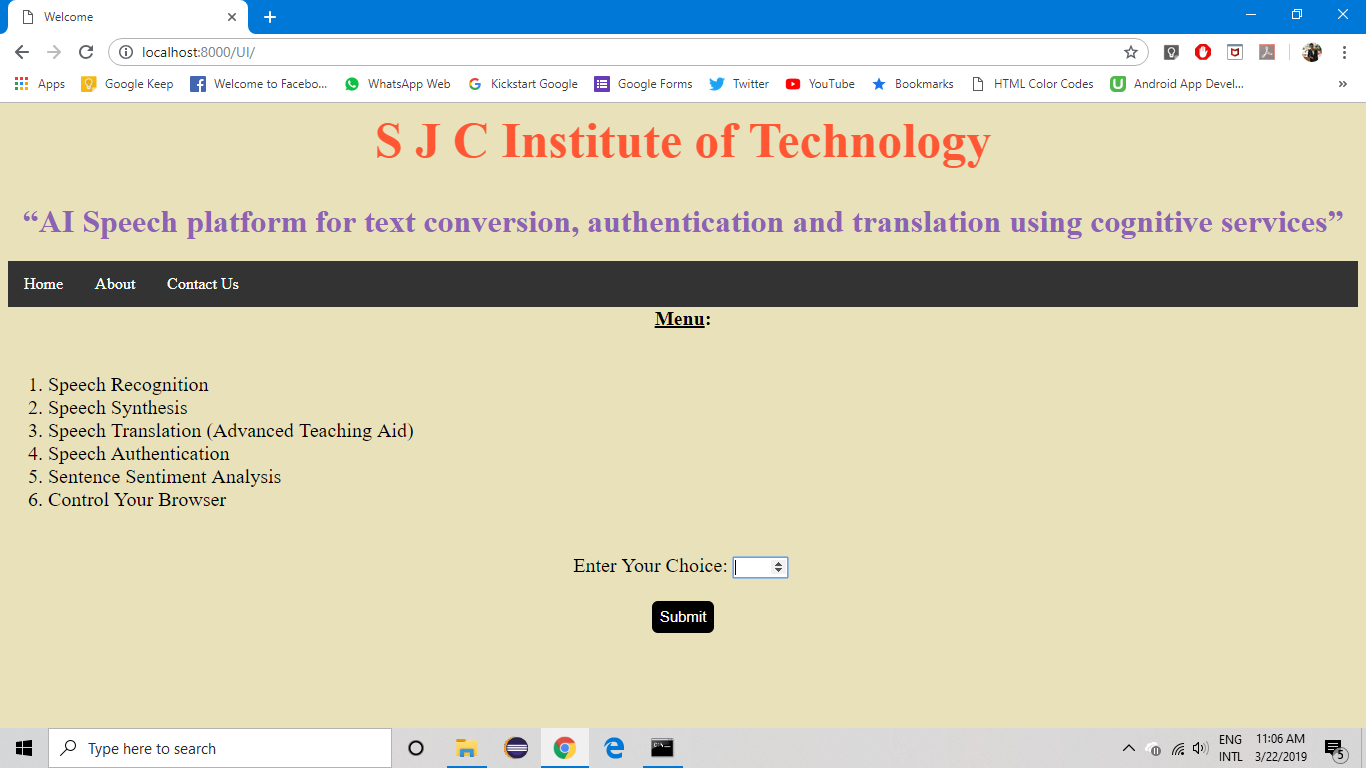 Welcome
localhost:8000/UI/
Apps Google Keep Welcome to Facebo... WhatsApp Web Kickstart Google Google Forms Twitter YouTube Bookmarks HTML Color Codes Android App Devel... »
S J C Institute of Technology
“AI Speech platform for text conversion, authentication and translation using cognitive services”
Home About Contact Us
Menu:
1. Speech Recognition
2. Speech Synthesis
3. Speech Translation (Advanced Teaching Aid)
4. Speech Authentication
5. Sentence Sentiment Analysis
6. Control Your Browser
Enter Your Choice:
Submit
Type here to search
ENG 11:06 AM
INTL 3/22/2019 5